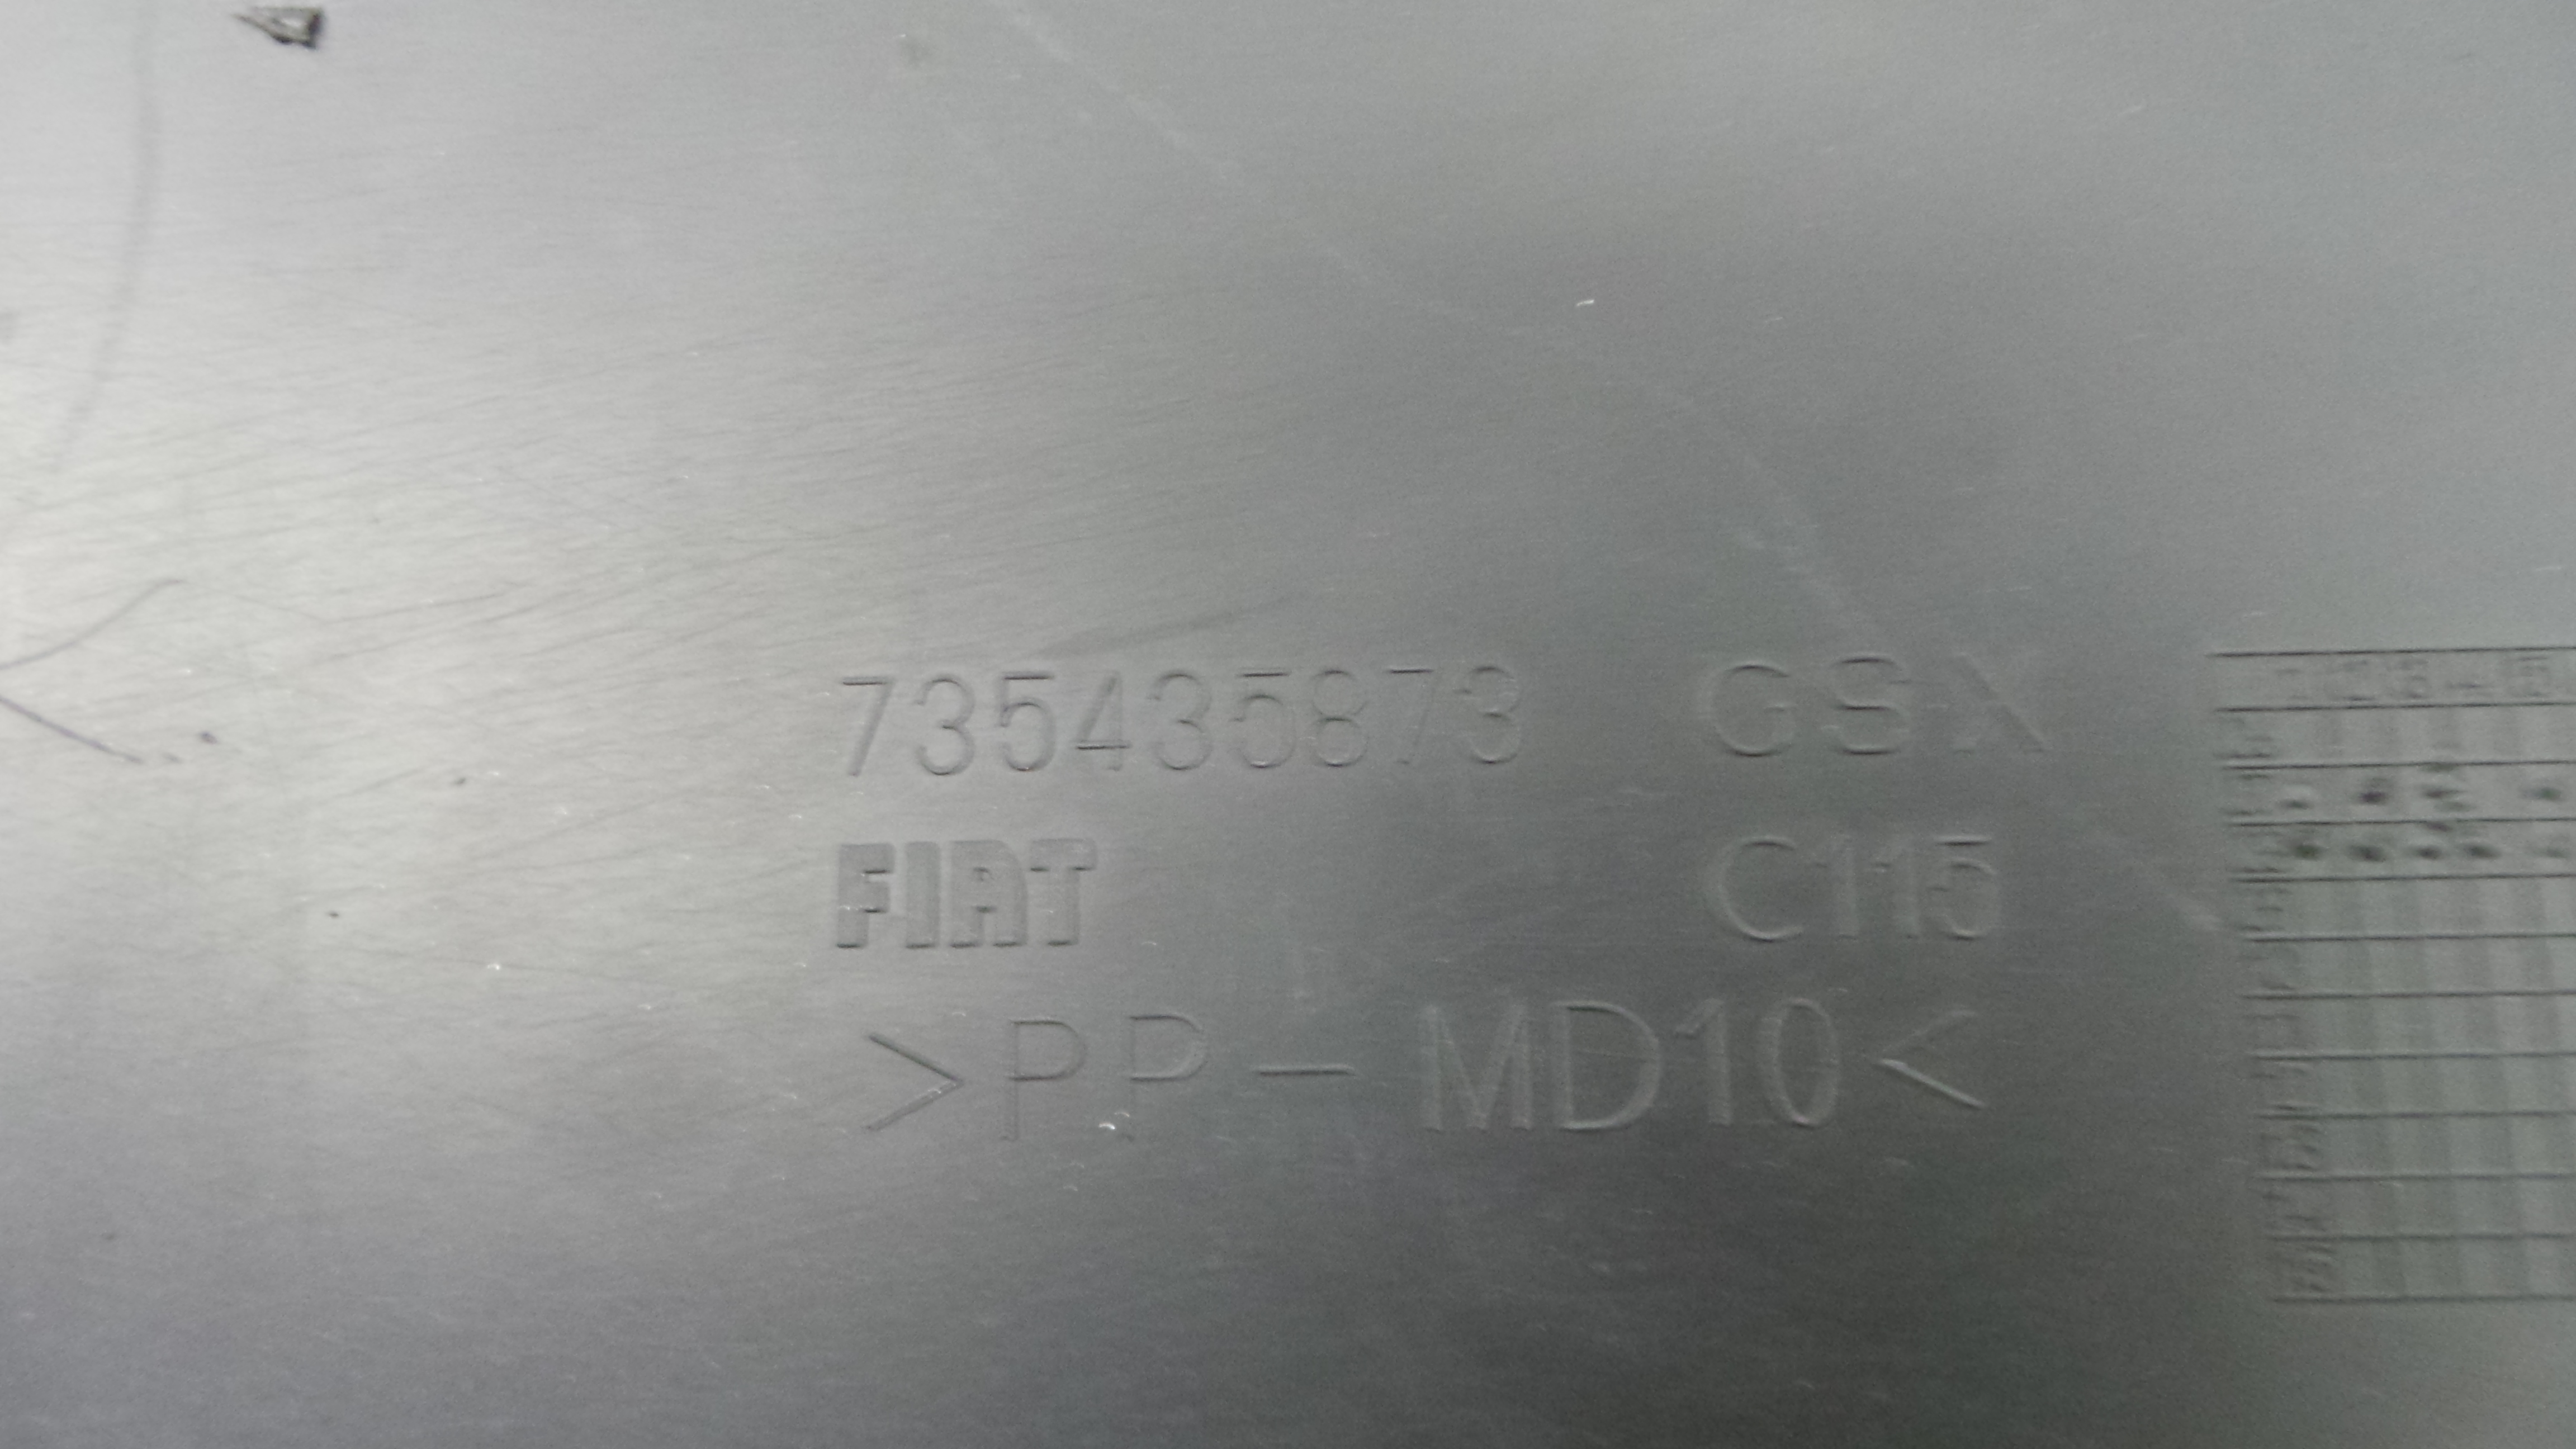 735435873 GSX
FIAT C115
>PP-MD10<